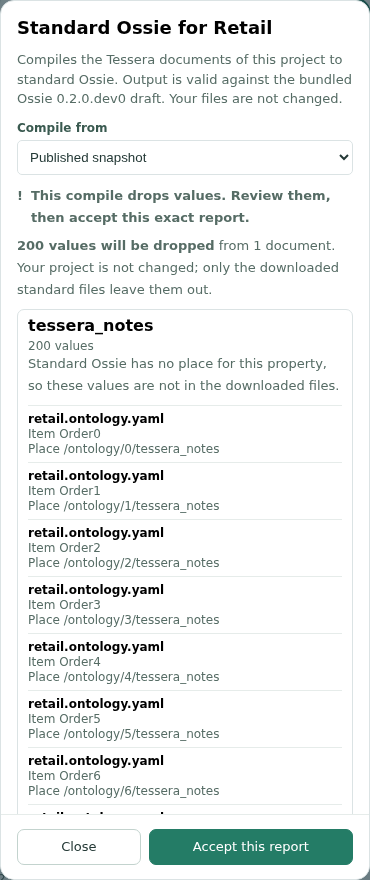 Standard Ossie for Retail
Compiles the Tessera documents of this project to
standard Ossie. Output is valid against the bundled
Ossie 0.2.0.dev0 draft. Your files are not changed.
Compile from
Published snapshot
! This compile drops values. Review them,
then accept this exact report.
200 values will be dropped from 1 document.
Your project is not changed; only the downloaded
standard files leave them out.
tessera_notes
200 values
Standard Ossie has no place for this property,
so these values are not in the downloaded files.
retail.ontology.yaml
Item Order0
Place /ontology/0/tessera_notes
retail.ontology.yaml
Item Order1
Place /ontology/1/tessera_notes
retail.ontology.yaml
Item Order2
Place /ontology/2/tessera_notes
retail.ontology.yaml
Item Order3
Place /ontology/3/tessera_notes
retail.ontology.yaml
Item Order4
Place /ontology/4/tessera_notes
retail.ontology.yaml
Item Order5
Place /ontology/5/tessera_notes
retail.ontology.yaml
Item Order6
Place /ontology/6/tessera_notes
Close
Accept this report